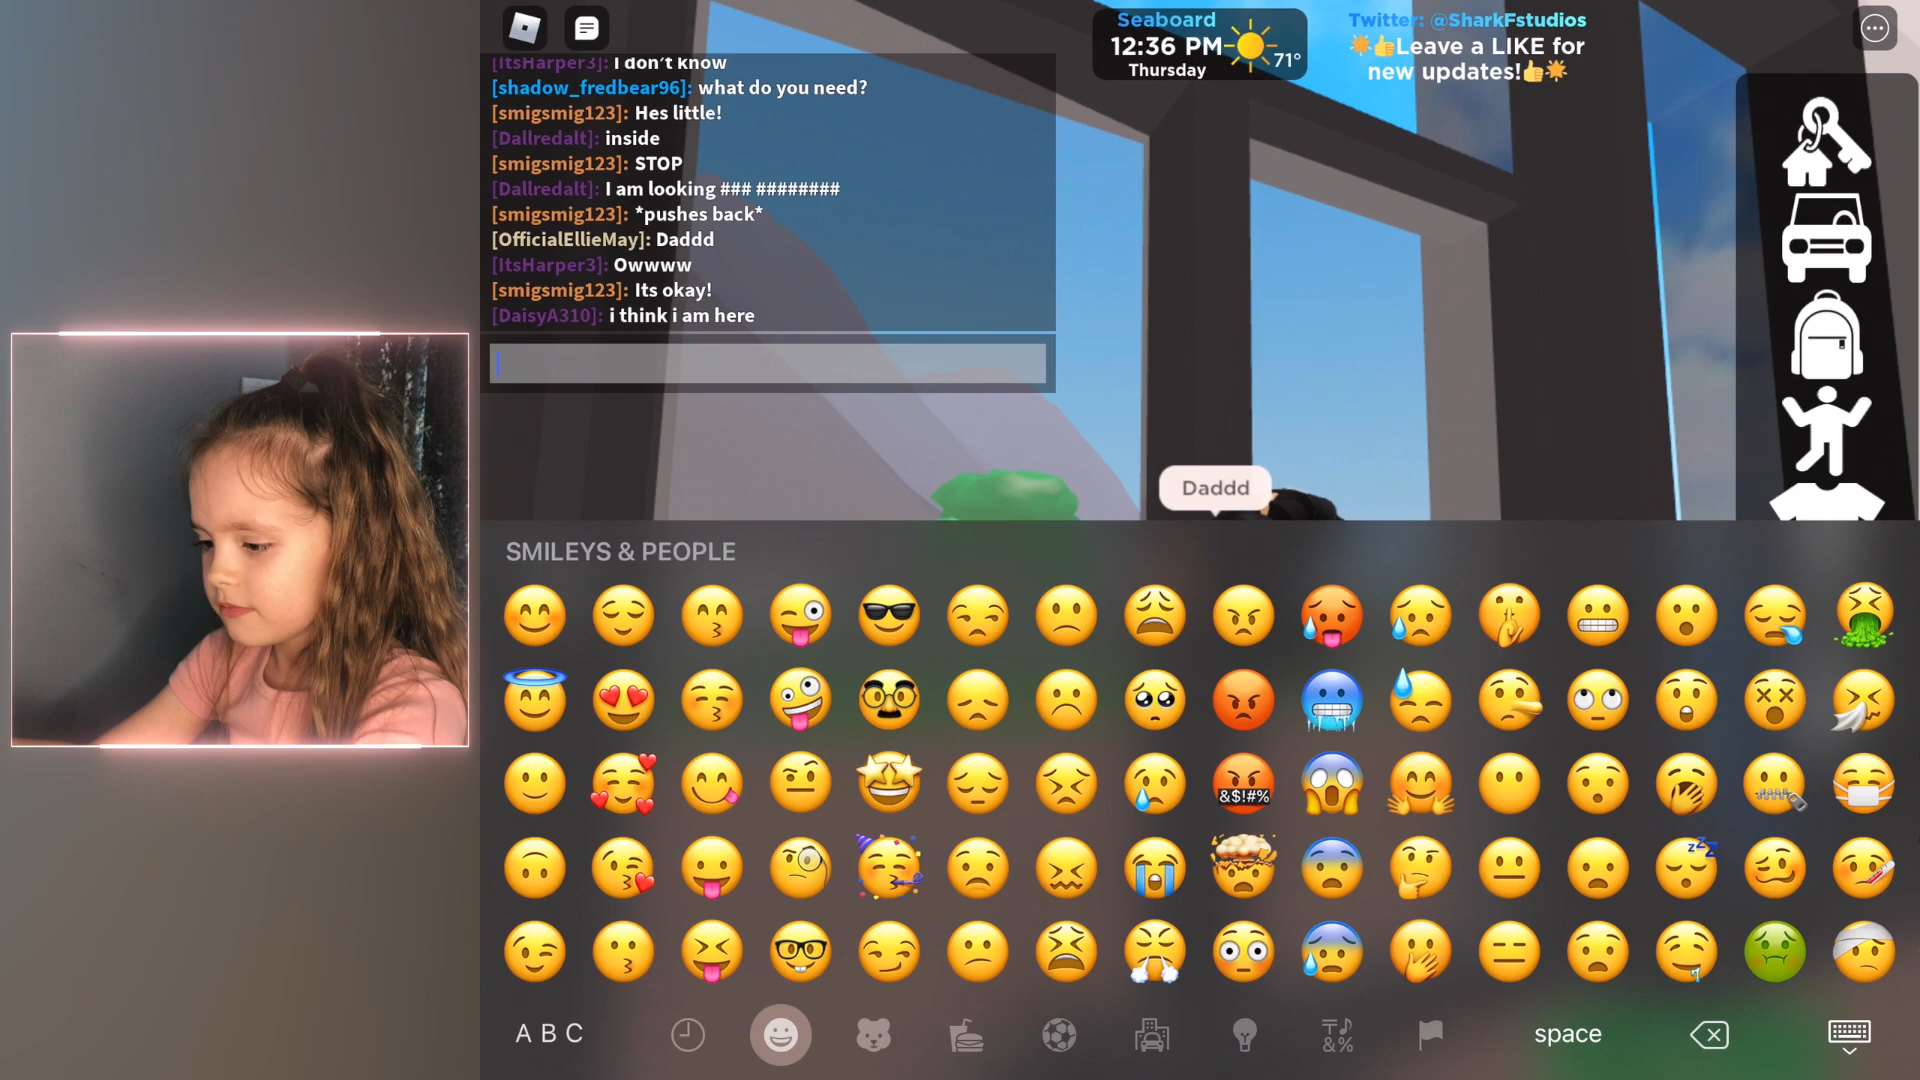 [ItsHarper3]: I don't know
[shadow_fredbear96]: what do you need?
[smigsmig123]: Hes little!
[Dallredalt]: inside
[smigsmig123]: STOP
[Dallredalt]: I am looking ### ########
[smigsmig123]: *pushes back*
[OfficialEllieMay]: Daddd
[ItsHarper3]: Owwww
[smigsmig123]: Its okay!
[DaisyA310]: i think i am here
Seaboard
12:36 PM
71°
Thursday
Twitter: @SharkFstudios
☀️👍Leave a LIKE for
new updates!👍☀️
Daddd
SMILEYS & PEOPLE
&$!#%
zzZ
A B C
&%
space